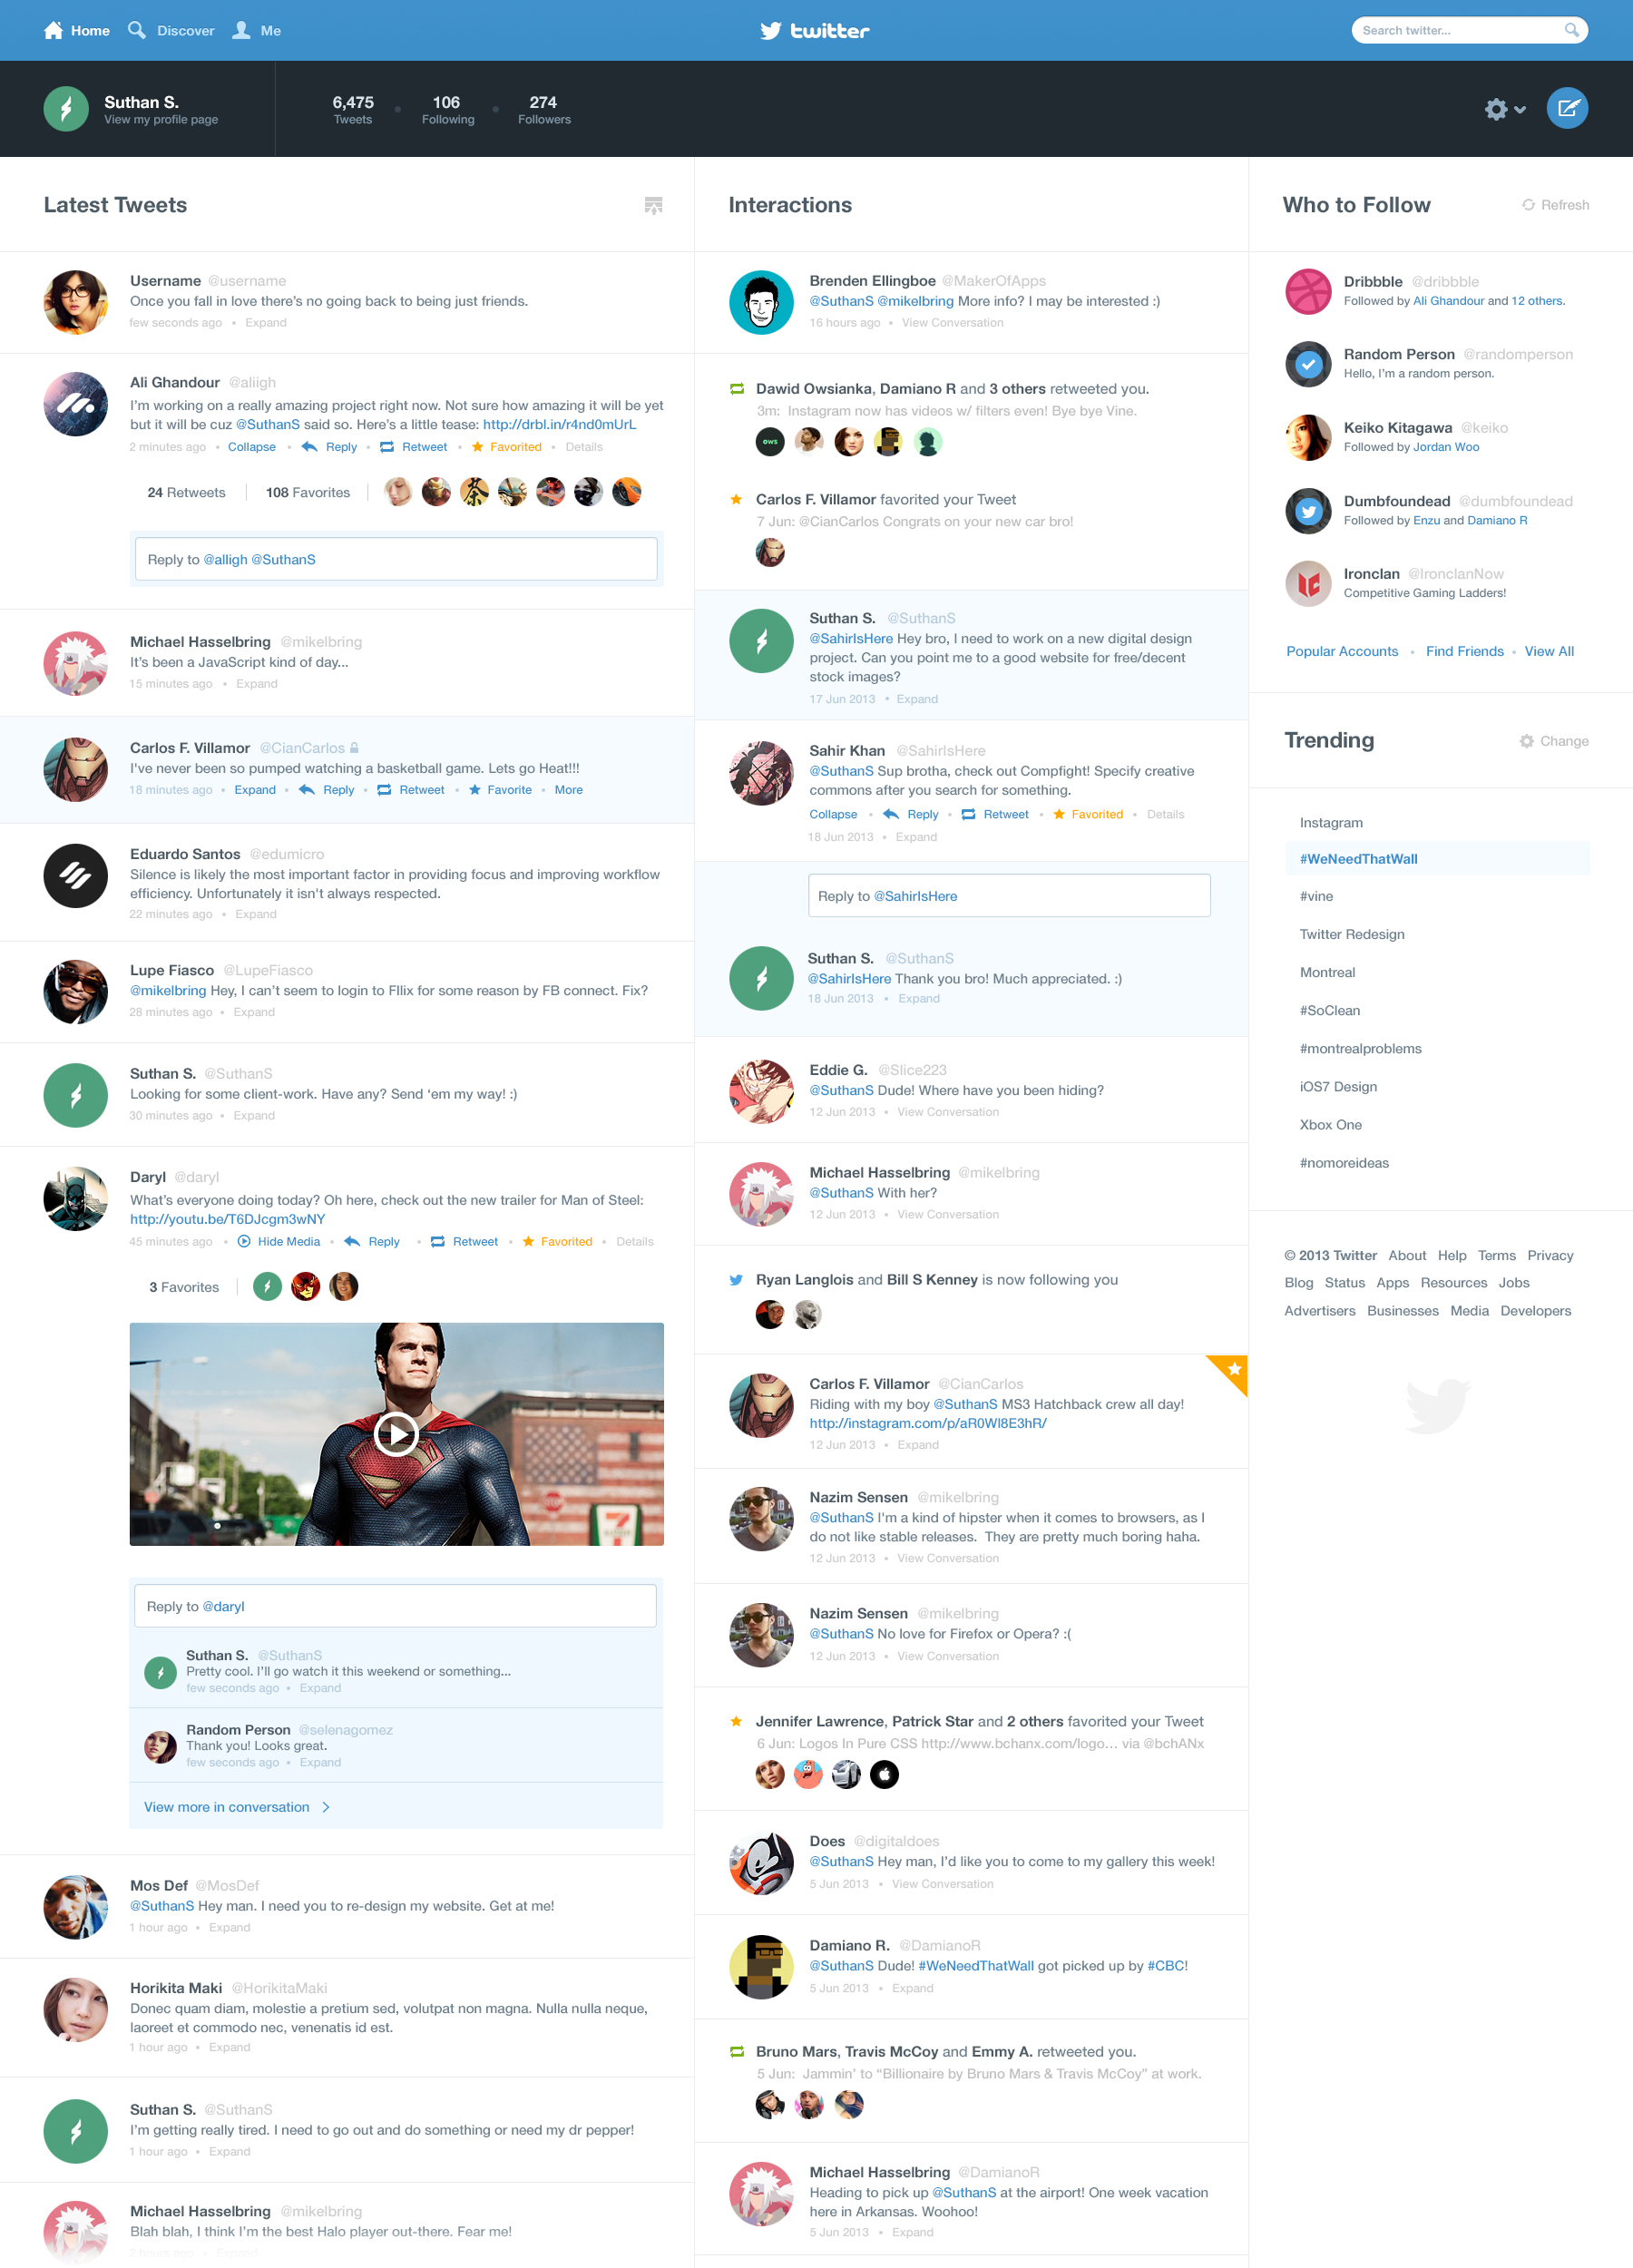 Home Discover Me
twitter
Search twitter...
Suthan S.
View my profile page
6,475 106 274
Tweets Following Followers
Latest Tweets
Username @username
Once you fall in love there’s no going back to being just friends.
few seconds ago • Expand
Ali Ghandour @aliigh
I’m working on a really amazing project right now. Not sure how amazing it will be yet
but it will be cuz @SuthanS said so. Here’s a little tease: http://drbl.in/r4nd0mUrL
2 minutes ago • Collapse • Reply • Retweet • Favorited • Details
24 Retweets 108 Favorites
Reply to @alligh @SuthanS
Michael Hasselbring @mikelbring
It’s been a JavaScript kind of day...
15 minutes ago • Expand
Carlos F. Villamor @CianCarlos
I've never been so pumped watching a basketball game. Lets go Heat!!!
18 minutes ago • Expand • Reply • Retweet • Favorite • More
Eduardo Santos @edumicro
Silence is likely the most important factor in providing focus and improving workflow
efficiency. Unfortunately it isn't always respected.
22 minutes ago • Expand
Lupe Fiasco @LupeFiasco
@mikelbring Hey, I can’t seem to login to Fllix for some reason by FB connect. Fix?
28 minutes ago • Expand
Suthan S. @SuthanS
Looking for some client-work. Have any? Send ‘em my way! :)
30 minutes ago • Expand
Daryl @daryl
What’s everyone doing today? Oh here, check out the new trailer for Man of Steel:
http://youtu.be/T6DJcgm3wNY
45 minutes ago • Hide Media • Reply • Retweet • Favorited • Details
3 Favorites
Reply to @daryl
Suthan S. @SuthanS
Pretty cool. I’ll go watch it this weekend or something...
few seconds ago • Expand
Random Person @selenagomez
Thank you! Looks great.
few seconds ago • Expand
View more in conversation
Mos Def @MosDef
@SuthanS Hey man. I need you to re-design my website. Get at me!
1 hour ago • Expand
Horikita Maki @HorikitaMaki
Donec quam diam, molestie a pretium sed, volutpat non magna. Nulla nulla neque,
laoreet et commodo nec, venenatis id est.
1 hour ago • Expand
Suthan S. @SuthanS
I’m getting really tired. I need to go out and do something or need my dr pepper!
1 hour ago • Expand
Michael Hasselbring @mikelbring
Blah blah, I think I’m the best Halo player out-there. Fear me!
2 hours ago • Expand
Interactions
Brenden Ellingboe @MakerOfApps
@SuthanS @mikelbring More info? I may be interested :)
16 hours ago • View Conversation
Dawid Owsianka, Damiano R and 3 others retweeted you.
3m: Instagram now has videos w/ filters even! Bye bye Vine.
ows
Carlos F. Villamor favorited your Tweet
7 Jun: @CianCarlos Congrats on your new car bro!
Suthan S. @SuthanS
@SahirIsHere Hey bro, I need to work on a new digital design
project. Can you point me to a good website for free/decent
stock images?
17 Jun 2013 • Expand
Sahir Khan @SahirIsHere
@SuthanS Sup brotha, check out Compfight! Specify creative
commons after you search for something.
Collapse • Reply • Retweet • Favorited • Details
18 Jun 2013 • Expand
Reply to @SahirIsHere
Suthan S. @SuthanS
@SahirIsHere Thank you bro! Much appreciated. :)
18 Jun 2013 • Expand
Eddie G. @Slice223
@SuthanS Dude! Where have you been hiding?
12 Jun 2013 • View Conversation
Michael Hasselbring @mikelbring
@SuthanS With her?
12 Jun 2013 • View Conversation
Ryan Langlois and Bill S Kenney is now following you
Carlos F. Villamor @CianCarlos
Riding with my boy @SuthanS MS3 Hatchback crew all day!
http://instagram.com/p/aR0Wl8E3hR/
12 Jun 2013 • Expand
Nazim Sensen @mikelbring
@SuthanS I'm a kind of hipster when it comes to browsers, as I
do not like stable releases. They are pretty much boring haha.
12 Jun 2013 • View Conversation
Nazim Sensen @mikelbring
@SuthanS No love for Firefox or Opera? :(
12 Jun 2013 • View Conversation
Jennifer Lawrence, Patrick Star and 2 others favorited your Tweet
6 Jun: Logos In Pure CSS http://www.bchanx.com/logo… via @bchANx
Does @digitaldoes
@SuthanS Hey man, I’d like you to come to my gallery this week!
5 Jun 2013 • View Conversation
Damiano R. @DamianoR
@SuthanS Dude! #WeNeedThatWall got picked up by #CBC!
5 Jun 2013 • Expand
Bruno Mars, Travis McCoy and Emmy A. retweeted you.
5 Jun: Jammin’ to “Billionaire by Bruno Mars & Travis McCoy” at work.
Michael Hasselbring @DamianoR
Heading to pick up @SuthanS at the airport! One week vacation
here in Arkansas. Woohoo!
5 Jun 2013 • Expand
Who to Follow Refresh
Dribbble @dribbble
Followed by Ali Ghandour and 12 others.
Random Person @randomperson
Hello, I’m a random person.
Keiko Kitagawa @keiko
Followed by Jordan Woo
Dumbfoundead @dumbfoundead
Followed by Enzu and Damiano R
Ironclan @IronclanNow
Competitive Gaming Ladders!
Popular Accounts • Find Friends • View All
Trending Change
Instagram
#WeNeedThatWall
#vine
Twitter Redesign
Montreal
#SoClean
#montrealproblems
iOS7 Design
Xbox One
#nomoreideas
© 2013 Twitter About Help Terms Privacy
Blog Status Apps Resources Jobs
Advertisers Businesses Media Developers